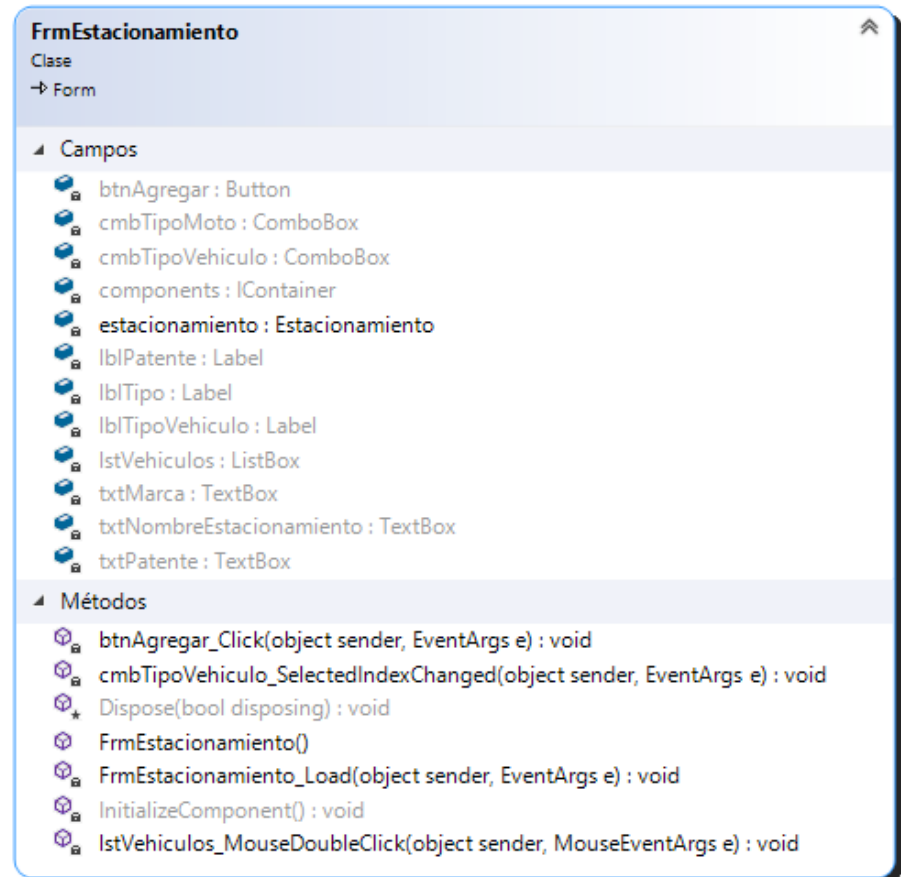 FrmEstacionamiento
Clase
Form
Campos
btnAgregar : Button
cmbTipoMoto : ComboBox
cmbTipoVehiculo : ComboBox
components : IContainer
estacionamiento : Estacionamiento
lblPatente : Label
lblTipo : Label
lblTipoVehiculo : Label
lstVehiculos : ListBox
txtMarca : TextBox
txtNombreEstacionamiento : TextBox
txtPatente : TextBox
Métodos
btnAgregar_Click(object sender, EventArgs e) : void
cmbTipoVehiculo_SelectedIndexChanged(object sender, EventArgs e) : void
Dispose(bool disposing) : void
FrmEstacionamiento()
FrmEstacionamiento_Load(object sender, EventArgs e) : void
InitializeComponent() : void
lstVehiculos_MouseDoubleClick(object sender, MouseEventArgs e) : void